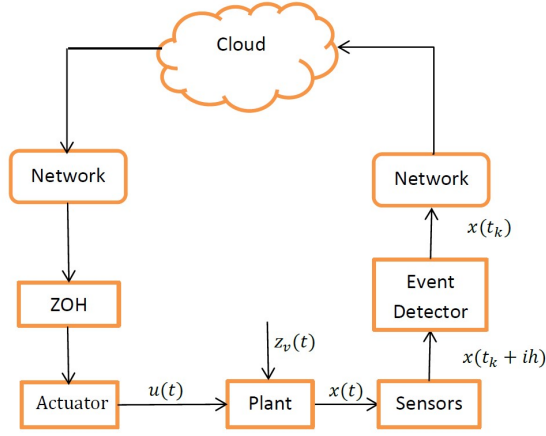 Cloud
Network
Network
x(t_k)
ZOH
Event
Detector
z_v(t)
x(t_k + ih)
Actuator
u(t)
Plant
x(t)
Sensors